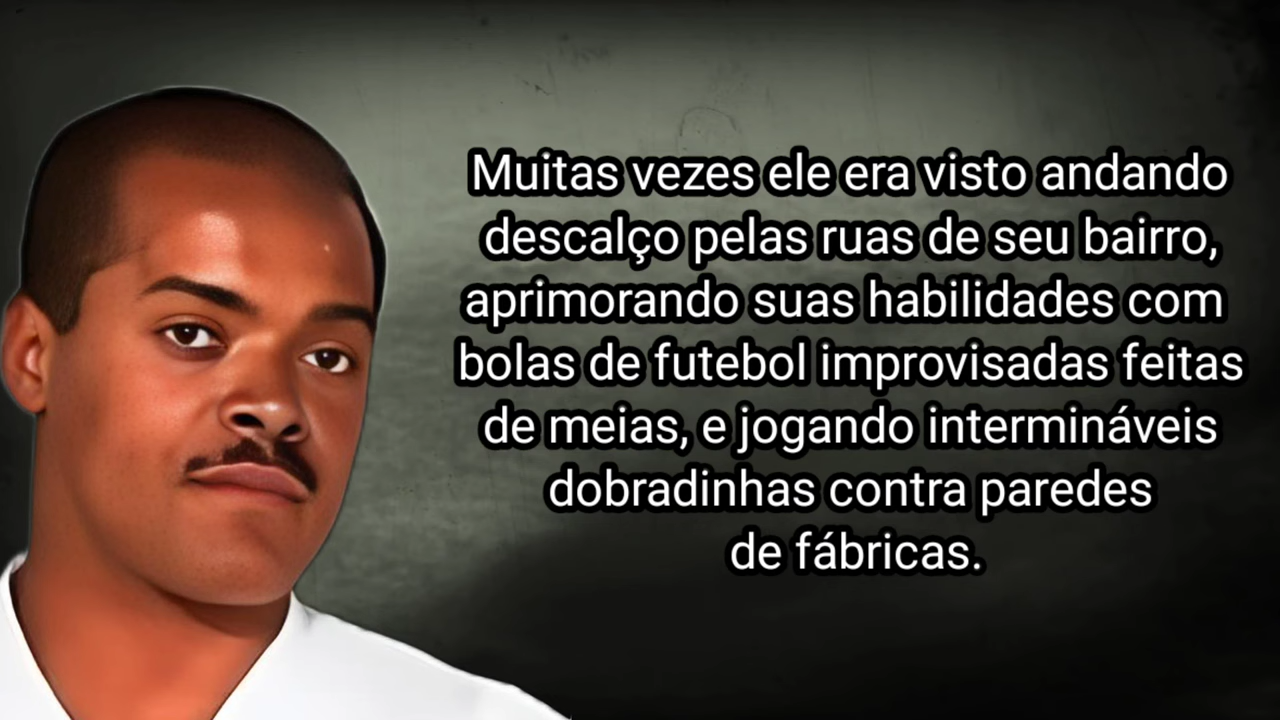 Muitas vezes ele era visto andando
descalço pelas ruas de seu bairro,
aprimorando suas habilidades com
bolas de futebol improvisadas feitas
de meias, e jogando intermináveis
dobradinhas contra paredes
de fábricas.